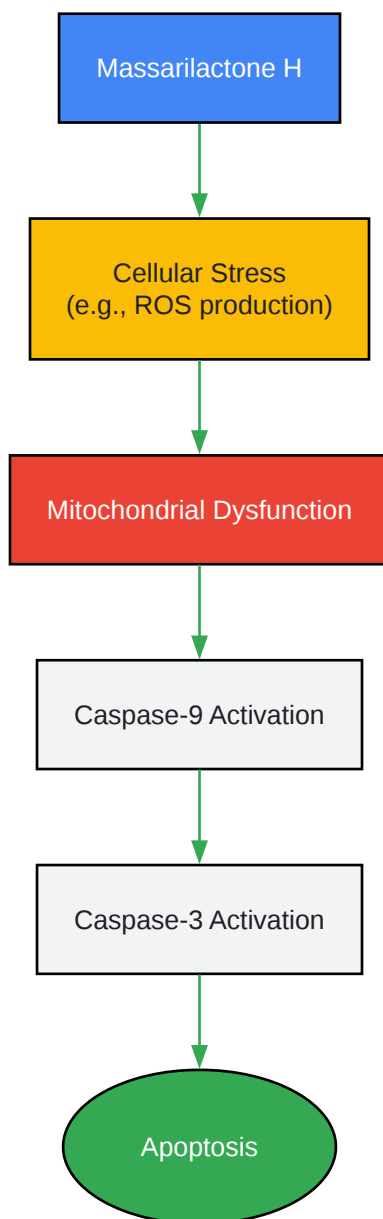 Massarilactone H
Cellular Stress
(e.g., ROS production)
Mitochondrial Dysfunction
Caspase-9 Activation
Caspase-3 Activation
Apoptosis